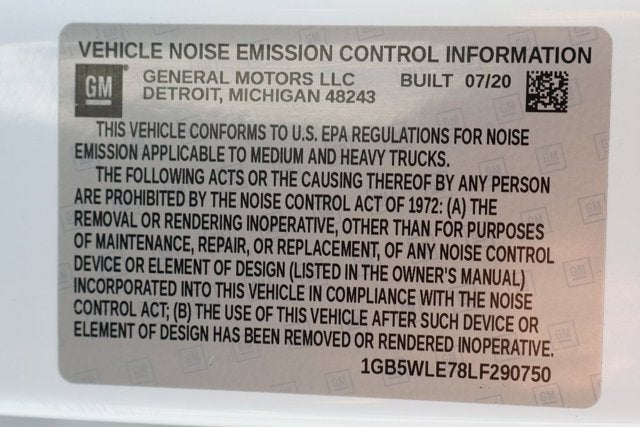 VEHICLE NOISE EMISSION CONTROL INFORMATION
GM GENERAL MOTORS LLC BUILT 07/20
DETROIT, MICHIGAN 48243
THIS VEHICLE CONFORMS TO U.S. EPA REGULATIONS FOR NOISE
EMISSION APPLICABLE TO MEDIUM AND HEAVY TRUCKS.
THE FOLLOWING ACTS OR THE CAUSING THEREOF BY ANY PERSON
ARE PROHIBITED BY THE NOISE CONTROL ACT OF 1972: (A) THE
REMOVAL OR RENDERING INOPERATIVE, OTHER THAN FOR PURPOSES
OF MAINTENANCE, REPAIR, OR REPLACEMENT, OF ANY NOISE CONTROL
DEVICE OR ELEMENT OF DESIGN (LISTED IN THE OWNER'S MANUAL)
INCORPORATED INTO THIS VEHICLE IN COMPLIANCE WITH THE NOISE
CONTROL ACT; (B) THE USE OF THIS VEHICLE AFTER SUCH DEVICE OR
ELEMENT OF DESIGN HAS BEEN REMOVED OR RENDERED INOPERATIVE.
1GB5WLE78LF290750